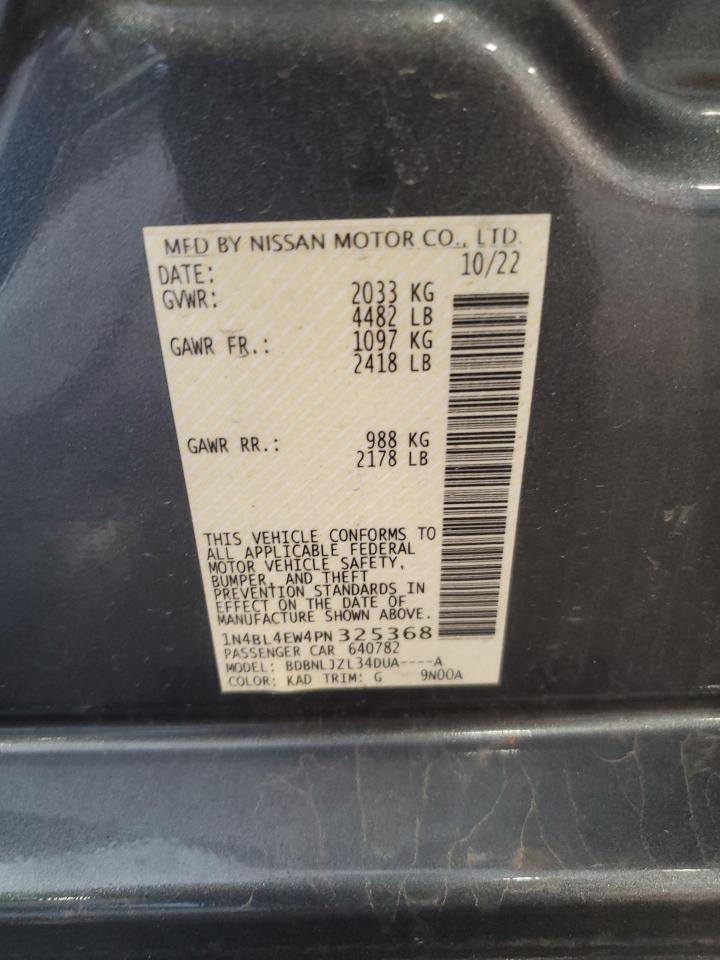 MFD BY NISSAN MOTOR CO., LTD.
DATE: 10/22
GVWR: 2033 KG
4482 LB
GAWR FR.: 1097 KG
2418 LB
GAWR RR.: 988 KG
2178 LB
THIS VEHICLE CONFORMS TO
ALL APPLICABLE FEDERAL
MOTOR VEHICLE SAFETY,
BUMPER, AND THEFT
PREVENTION STANDARDS IN
EFFECT ON THE DATE OF
MANUFACTURE SHOWN ABOVE.
1N4BL4EW4PN325368
PASSENGER CAR 640782
MODEL: BDBNLJZL34DUA----A
COLOR: KAD TRIM: G 9N00A